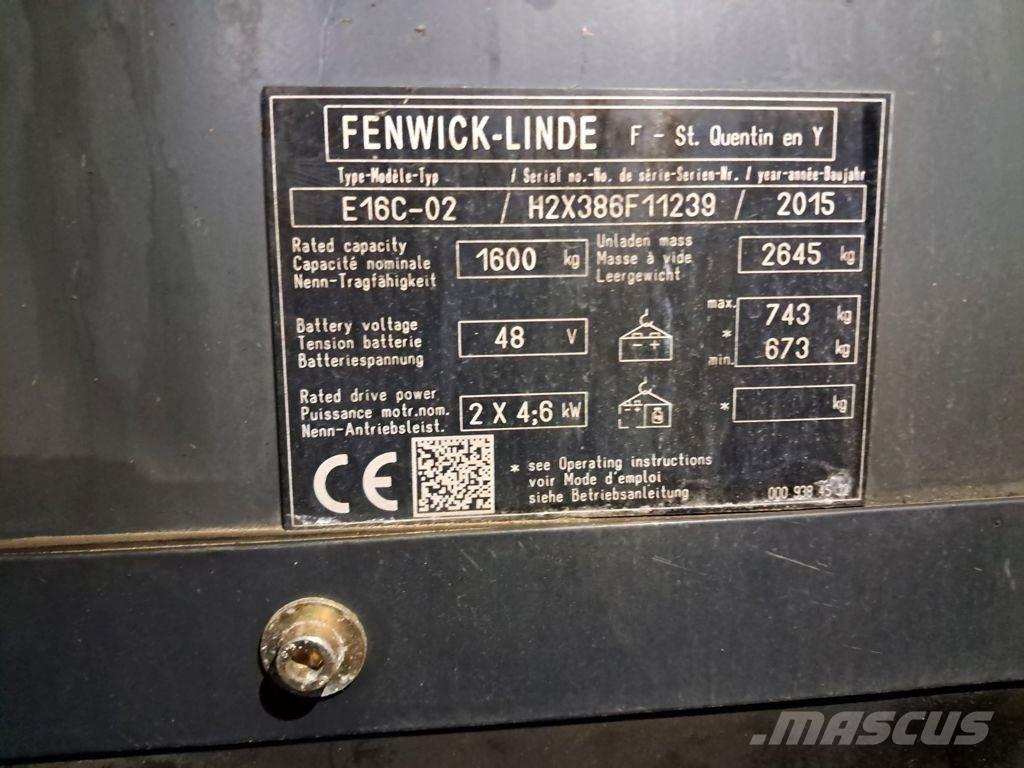 FENWICK-LINDE F - St. Quentin en Y
Type-Modèle-Typ / Serial no.-No. de série-Serien-Nr. / year-année-Baujahr
E16C-02 / H2X386F11239 / 2015
Rated capacity
Capacité nominale
Nenn-Tragfähigkeit
1600 kg
Unladen mass
Masse à vide
Leergewicht
2645 kg
Battery voltage
Tension batterie
Batteriespannung
48 V
- +
max. 743 kg
*
min. 673 kg
Rated drive power
Puissance motr.nom.
Nenn-Antriebsleist.
2 X 4;6 kW
* kg
CE
* see Operating instructions
voir Mode d'emploi
siehe Betriebsanleitung
000 938
MASCUS